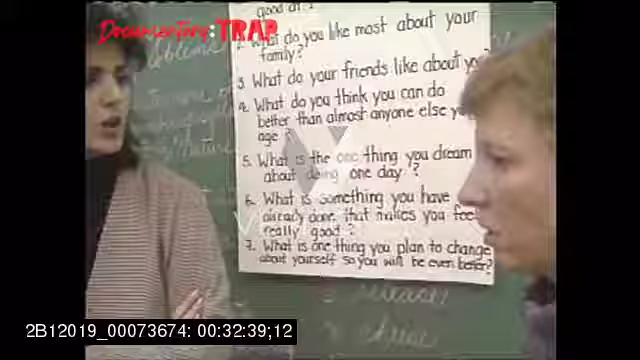 Documentary:TRAP
good at?
2. What do you like most about your
family?
3. What do your friends like about
4. What do you think you can do
better than almost anyone else
age?
5. What is the one thing you dream
about doing one day?
6. What is something you have
already done that makes you feel
really good?
7. What is one thing you plan to change
about yourself so you will be even better?
2B12019_00073674: 00:32:39;12